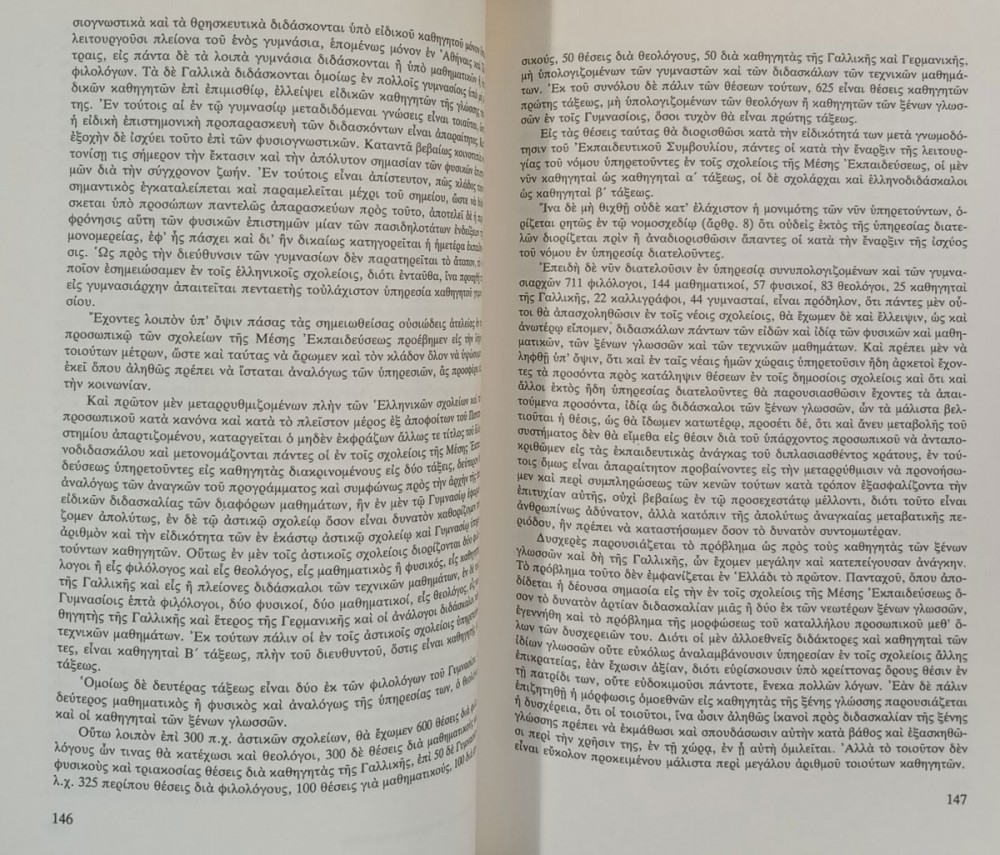 σιογνωστικὰ καὶ τὰ θρησκευτικὰ διδάσκονται ὑπὸ εἰδικοῦ καθηγητοῦ μόνον
λειτουργοῦσι πλείονα τοῦ ἑνὸς γυμνάσια, ἑπομένως μόνον ἐν Ἀθήναις καὶ
τραις, εἰς πάντα δὲ τὰ λοιπὰ γυμνάσια διδάσκονται ἢ ὑπὸ μαθηματικῶν ἢ
φιλολόγων. Τὰ δὲ Γαλλικὰ διδάσκονται ὁμοίως ἐν πολλοῖς γυμνασίοις ὑπὸ μὴ
δικῶν καθηγητῶν ἐπὶ ἐπιμισθίῳ, ἐλλείψει εἰδικῶν καθηγητῶν τῆς γλώσσης
της. Ἐν τούτοις αἱ ἐν τῷ γυμνασίῳ μεταδιδόμεναι γνώσεις εἶναι τοιαῦται,
ἡ εἰδικὴ ἐπιστημονικὴ προπαρασκευὴ τῶν διδασκόντων εἶναι ἀπαραίτητος,
ἐξοχὴν δὲ ἰσχύει τοῦτο ἐπὶ τῶν φυσιογνωστικῶν. Καταντᾷ βεβαίως
τονίσῃ τις σήμερον τὴν ἔκτασιν καὶ τὴν ἀπόλυτον σημασίαν τῶν φυσικῶν
μῶν διὰ τὴν σύγχρονον ζωήν. Ἐν τούτοις εἶναι ἀπίστευτον, πῶς κλάδος
σημαντικὸς ἐγκαταλείπεται καὶ παραμελεῖται μέχρι τοῦ σημείου, ὥστε νὰ
σκεται ὑπὸ προσώπων παντελῶς ἀπαρασκεύων πρὸς τοῦτο, ἀποτελεῖ δὲ ἡ
φρόνησις αὕτη τῶν φυσικῶν ἐπιστημῶν μίαν τῶν πασιδηλοτάτων ἐνδείξεων
μονομερείας, ἐφ' ἧς πάσχει καὶ δι' ἣν δικαίως κατηγορεῖται ἡ ἡμετέρα
σις. Ὡς πρὸς τὴν διεύθυνσιν τῶν γυμνασίων δὲν παρατηρεῖται τὸ ἄτοπον,
ποῖον ἐσημειώσαμεν ἐν τοῖς ἑλληνικοῖς σχολείοις, διότι ἐνταῦθα, ἵνα
εἰς γυμνασιάρχην ἀπαιτεῖται πενταετὴς τοὐλάχιστον ὑπηρεσία καθηγητοῦ
σίου.
Ἔχοντες λοιπὸν ὑπ' ὄψιν πάσας τὰς σημειωθείσας οὐσιώδεις ἀτελείας
προσωπικῷ τῶν σχολείων τῆς Μέσης Ἐκπαιδεύσεως προέβημεν εἰς τὴν
τοιούτων μέτρων, ὥστε καὶ ταύτας νὰ ἄρωμεν καὶ τὸν κλάδον ὅλον νὰ
ἐκεῖ ὅπου ἀληθῶς πρέπει νὰ ἵσταται ἀναλόγως τῶν ὑπηρεσιῶν, ἃς
τὴν κοινωνίαν.
Καὶ πρῶτον μὲν μεταρρυθμιζομένων πλὴν τῶν Ἑλληνικῶν σχολείων καὶ
προσωπικοῦ κατὰ κανόνα καὶ κατὰ τὸ πλεῖστον μέρος ἐξ ἀποφοίτων τοῦ
στημίου ἀπαρτιζομένου, καταργεῖται ὁ μηδὲν ἐκφράζων ἄλλως τε τίτλος τοῦ
νοδιδασκάλου καὶ μετονομάζονται πάντες οἱ ἐν τοῖς σχολείοις τῆς Μέσης
δεύσεως ὑπηρετοῦντες εἰς καθηγητὰς διακρινομένους εἰς δύο τάξεις,
ἀναλόγως τῶν ἀναγκῶν τοῦ προγράμματος καὶ συμφώνως πρὸς τὴν ἀρχὴν τῆς
εἰδικῶν διδασκαλίας τῶν διαφόρων μαθημάτων, ἣν ἐν μὲν τῷ Γυμνασίῳ
ζομεν ἀπολύτως, ἐν δὲ τῷ ἀστικῷ σχολείῳ ὅσον εἶναι δυνατὸν
ἀριθμὸν καὶ τὴν εἰδικότητα τῶν ἐν ἑκάστῳ ἀστικῷ σχολείῳ καὶ Γυμνασίῳ
τούντων καθηγητῶν. Οὕτως ἐν μὲν τοῖς ἀστικοῖς σχολείοις διορίζονται δύο
λογοι ἢ εἷς φιλόλογος καὶ εἷς θεολόγος, εἷς μαθηματικὸς ἢ φυσικός, εἷς
τῆς Γαλλικῆς καὶ εἷς ἢ πλείονες διδάσκαλοι τῶν τεχνικῶν μαθημάτων, ἐν δὲ
Γυμνασίοις ἑπτὰ φιλόλογοι, δύο φυσικοί, δύο μαθηματικοί, εἷς θεολόγος, εἷς
θηγητὴς τῆς Γαλλικῆς καὶ ἕτερος τῆς Γερμανικῆς καὶ οἱ ἀνάλογοι
τεχνικῶν μαθημάτων. Ἐκ τούτων πάλιν οἱ ἐν τοῖς ἀστικοῖς σχολείοις
τες, εἶναι καθηγηταὶ Β΄ τάξεως, πλὴν τοῦ διευθυντοῦ, ὅστις εἶναι καθηγητὴς
τάξεως.
Ὁμοίως δὲ δευτέρας τάξεως εἶναι δύο ἐκ τῶν φιλολόγων τοῦ
δεύτερος μαθηματικὸς ἢ φυσικὸς καὶ ἀναλόγως τῆς ὑπηρεσίας των, ὁ
καὶ οἱ καθηγηταὶ τῶν ξένων γλωσσῶν.
Οὕτω λοιπὸν ἐπὶ 300 π.χ. ἀστικῶν σχολείων, θὰ ἔχωμεν 600 θέσεις διὰ
λόγους ὧν τινας θὰ κατέχωσι καὶ θεολόγοι, 300 δὲ θέσεις διὰ μαθηματικοὺς
φυσικοὺς καὶ τριακοσίας θέσεις διὰ καθηγητὰς τῆς Γαλλικῆς, ἐπὶ 50 δὲ
λ.χ. 325 περίπου θέσεις διὰ φιλολόγους, 100 θέσεις γιὰ μαθηματικούς, 100
146
σικούς, 50 θέσεις διὰ θεολόγους, 50 διὰ καθηγητὰς τῆς Γαλλικῆς καὶ Γερμανικῆς,
μὴ ὑπολογιζομένων τῶν γυμναστῶν καὶ τῶν διδασκάλων τῶν τεχνικῶν μαθημά-
των. Ἐκ τοῦ συνόλου δὲ πάλιν τῶν θέσεων τούτων, 625 εἶναι θέσεις καθηγητῶν
πρώτης τάξεως, μὴ ὑπολογιζομένων τῶν θεολόγων ἢ καθηγητῶν τῶν ξένων γλωσ-
σῶν ἐν τοῖς Γυμνασίοις, ὅσοι τυχὸν θὰ εἶναι πρώτης τάξεως.
Εἰς τὰς θέσεις ταύτας θὰ διορισθῶσι κατὰ τὴν εἰδικότητά των μετὰ γνωμοδό-
τησιν τοῦ Ἐκπαιδευτικοῦ Συμβουλίου, πάντες οἱ κατὰ τὴν ἔναρξιν τῆς λειτουρ-
γίας τοῦ νόμου ὑπηρετοῦντες ἐν τοῖς σχολείοις τῆς Μέσης Ἐκπαιδεύσεως, οἱ μὲν
νῦν καθηγηταὶ ὡς καθηγηταὶ α΄ τάξεως, οἱ δὲ σχολάρχαι καὶ ἑλληνοδιδάσκαλοι
ὡς καθηγηταὶ β΄ τάξεως.
Ἵνα δὲ μὴ θιχθῇ οὐδὲ κατ' ἐλάχιστον ἡ μονιμότης τῶν νῦν ὑπηρετούντων, ὁ-
ρίζεται ρητῶς ἐν τῷ νομοσχεδίῳ (ἄρθρ. 8) ὅτι οὐδεὶς ἐκτὸς τῆς ὑπηρεσίας διατε-
λῶν διορίζεται πρὶν ἢ ἀναδιορισθῶσιν ἅπαντες οἱ κατὰ τὴν ἔναρξιν τῆς ἰσχύος
τοῦ νόμου ἐν ὑπηρεσίᾳ διατελοῦντες.
Ἐπειδὴ δὲ νῦν διατελοῦσιν ἐν ὑπηρεσίᾳ συνυπολογιζομένων καὶ τῶν γυμνα-
σιαρχῶν 711 φιλόλογοι, 144 μαθηματικοί, 57 φυσικοί, 83 θεολόγοι, 25 καθηγηταὶ
τῆς Γαλλικῆς, 22 καλλιγράφοι, 44 γυμνασταί, εἶναι πρόδηλον, ὅτι πάντες μὲν οὗ-
τοι θὰ ἀπασχοληθῶσιν ἐν τοῖς νέοις σχολείοις, θὰ ἔχωμεν δὲ καὶ ἔλλειψιν, ὡς καὶ
ἀνωτέρω εἴπομεν, διδασκάλων πάντων τῶν εἰδῶν καὶ ἰδίᾳ τῶν φυσικῶν καὶ μαθη-
ματικῶν, τῶν ξένων γλωσσῶν καὶ τῶν τεχνικῶν μαθημάτων. Καὶ πρέπει μὲν νὰ
ληφθῇ ὑπ' ὄψιν, ὅτι καὶ ἐν ταῖς νέαις ἡμῶν χώραις ὑπηρετοῦσιν ἤδη ἀρκετοὶ ἔχον-
τες τὰ προσόντα πρὸς κατάληψιν θέσεων ἐν τοῖς δημοσίοις σχολείοις καὶ ὅτι καὶ
ἄλλοι ἐκτὸς ἤδη ὑπηρεσίας διατελοῦντες θὰ παρουσιασθῶσιν ἔχοντες τὰ ἀπαι-
τούμενα προσόντα, ἰδίᾳ ὡς διδάσκαλοι τῶν ξένων γλωσσῶν, ὧν τὰ μάλιστα βελ-
τιοῦται ἡ θέσις, ὡς θὰ ἴδωμεν κατωτέρω, προσέτι δέ, ὅτι καὶ ἄνευ μεταβολῆς τοῦ
συστήματος δὲν θὰ εἴμεθα εἰς θέσιν διὰ τοῦ ὑπάρχοντος προσωπικοῦ νὰ ἀνταπο-
κριθῶμεν εἰς τὰς ἐκπαιδευτικὰς ἀνάγκας τοῦ διπλασιασθέντος κράτους, ἐν τού-
τοις ὅμως εἶναι ἀπαραίτητον προβαίνοντες εἰς τὴν μεταρρύθμισιν νὰ προνοήσω-
μεν καὶ περὶ συμπληρώσεως τῶν κενῶν τούτων κατὰ τρόπον ἐξασφαλίζοντα τὴν
ἐπιτυχίαν αὐτῆς, οὐχὶ βεβαίως ἐν τῷ προσεχεστάτῳ μέλλοντι, διότι τοῦτο εἶναι
ἀνθρωπίνως ἀδύνατον, ἀλλὰ κατόπιν τῆς ἀπολύτως ἀναγκαίας μεταβατικῆς πε-
ριόδου, ἣν πρέπει νὰ καταστήσωμεν ὅσον τὸ δυνατὸν συντομωτέραν.
Δυσχερὲς παρουσιάζεται τὸ πρόβλημα ὡς πρὸς τοὺς καθηγητὰς τῶν ξένων
γλωσσῶν καὶ δὴ τῆς Γαλλικῆς, ὧν ἔχομεν μεγάλην καὶ κατεπείγουσαν ἀνάγκην.
Τὸ πρόβλημα τοῦτο δὲν ἐμφανίζεται ἐν Ἑλλάδι τὸ πρῶτον. Πανταχοῦ, ὅπου ἀπο-
δίδεται ἡ δέουσα σημασία εἰς τὴν ἐν τοῖς σχολείοις τῆς Μέσης Ἐκπαιδεύσεως ὅ-
σον τὸ δυνατὸν ἀρτίαν διδασκαλίαν μιᾶς ἢ δύο ἐκ τῶν νεωτέρων ξένων γλωσσῶν,
ἐγεννήθη καὶ τὸ πρόβλημα τῆς μορφώσεως τοῦ καταλλήλου προσωπικοῦ μεθ' ὅ-
λων τῶν δυσχερειῶν του. Διότι οἱ μὲν ἀλλοεθνεῖς διδάκτορες καὶ καθηγηταὶ τῶν
ἰδίων γλωσσῶν οὔτε εὐκόλως ἀναλαμβάνουσιν ὑπηρεσίαν ἐν τοῖς σχολείοις ἄλλης
ἐπικρατείας, ἐὰν ἔχωσιν ἀξίαν, διότι εὑρίσκουσιν ὑπὸ κρείττονας ὅρους θέσιν ἐν
τῇ πατρίδι των, οὔτε εὐδοκιμοῦσι πάντοτε, ἕνεκα πολλῶν λόγων. Ἐὰν δὲ πάλιν
ἐπιζητηθῇ ἡ μόρφωσις ὁμοεθνῶν εἰς καθηγητὰς τῆς ξένης γλώσσης παρουσιάζεται
ἡ δυσχέρεια, ὅτι οἱ τοιοῦτοι, ἵνα ὦσιν ἀληθῶς ἱκανοὶ πρὸς διδασκαλίαν τῆς ξένης
γλώσσης πρέπει νὰ ἐκμάθωσι καὶ σπουδάσωσιν αὐτὴν κατὰ βάθος καὶ ἐξασκηθῶ-
σι περὶ τὴν χρῆσιν της, ἐν τῇ χώρᾳ, ἐν ᾗ αὐτὴ ὁμιλεῖται. Ἀλλὰ τὸ τοιοῦτον δὲν
εἶναι εὔκολον προκειμένου μάλιστα περὶ μεγάλου ἀριθμοῦ τοιούτων καθηγητῶν.
147